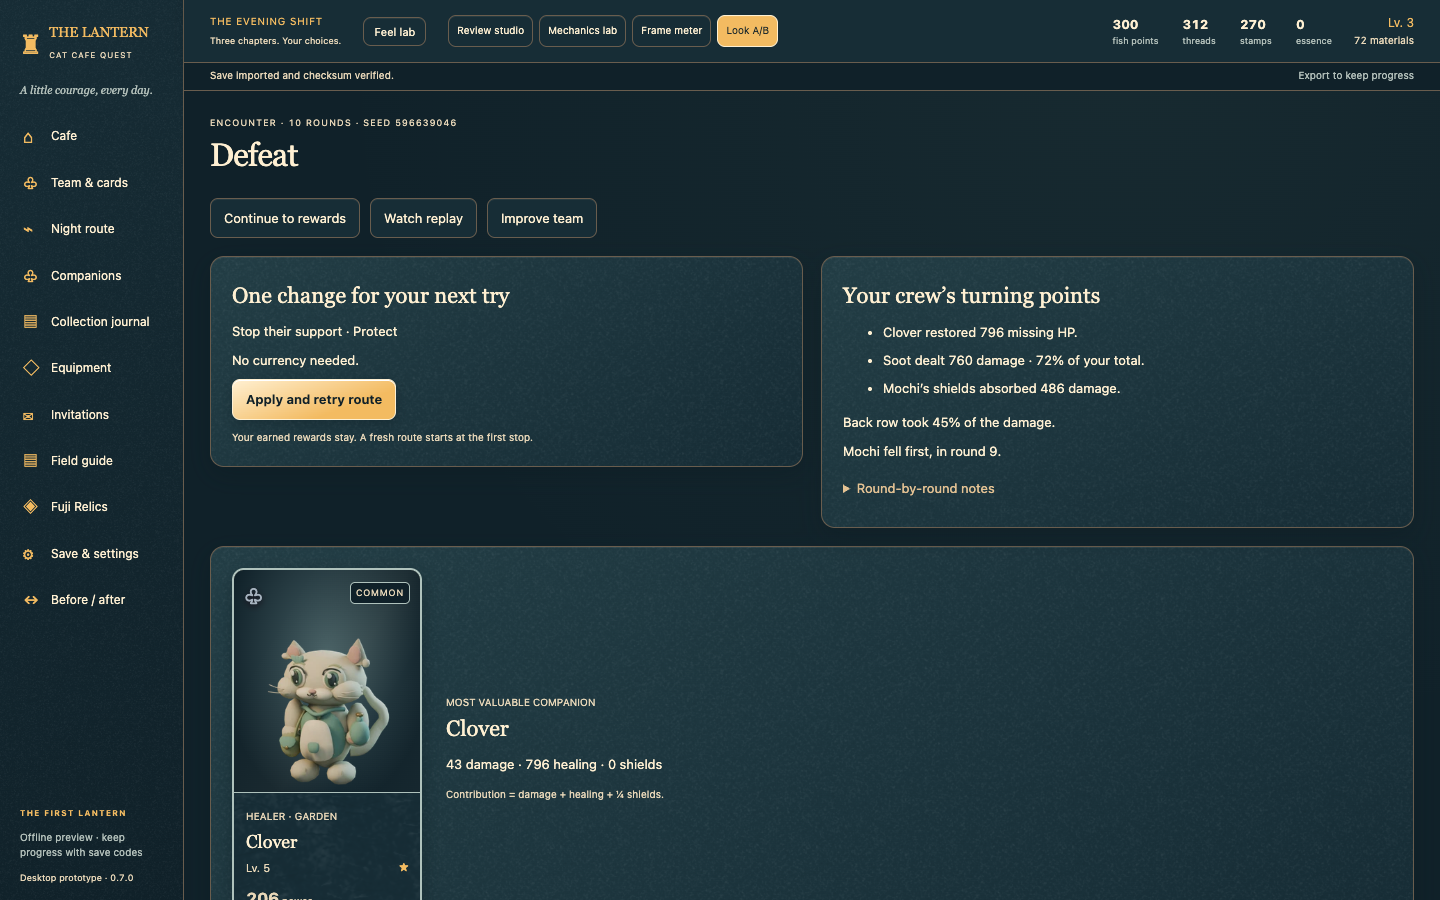 THE LANTERN
CAT CAFE QUEST
A little courage, every day.
Cafe
Team & cards
Night route
Companions
Collection journal
Equipment
Invitations
Field guide
Fuji Relics
Save & settings
Before / after
THE FIRST LANTERN
Offline preview · keep
progress with save codes
Desktop prototype · 0.7.0
THE EVENING SHIFT
Three chapters. Your choices.
Feel lab
Review studio
Mechanics lab
Frame meter
Look A/B
300
fish points
312
threads
270
stamps
0
essence
Lv. 3
72 materials
Save imported and checksum verified.
Export to keep progress
ENCOUNTER · 10 ROUNDS · SEED 596639046
Defeat
Continue to rewards
Watch replay
Improve team
One change for your next try
Stop their support · Protect
No currency needed.
Apply and retry route
Your earned rewards stay. A fresh route starts at the first stop.
Your crew’s turning points
• Clover restored 796 missing HP.
• Soot dealt 760 damage · 72% of your total.
• Mochi’s shields absorbed 486 damage.
Back row took 45% of the damage.
Mochi fell first, in round 9.
Round-by-round notes
COMMON
HEALER · GARDEN
Clover
Lv. 5
206
MOST VALUABLE COMPANION
Clover
43 damage · 796 healing · 0 shields
Contribution = damage + healing + ¼ shields.